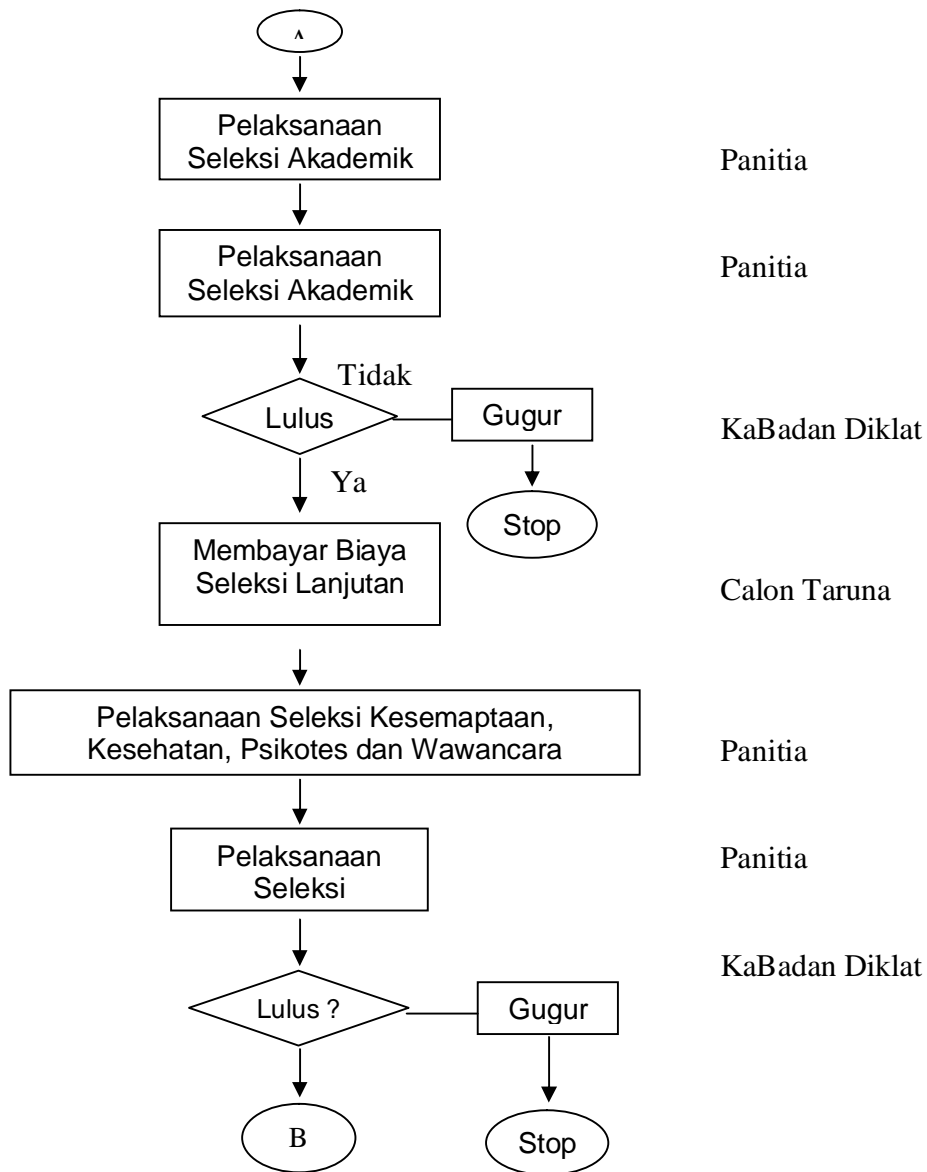 A
Pelaksanaan
Seleksi Akademik
Panitia
Pelaksanaan
Seleksi Akademik
Panitia
Tidak
Lulus
Gugur
KaBadan Diklat
Ya
Stop
Membayar Biaya
Seleksi Lanjutan
Calon Taruna
Pelaksanaan Seleksi Kesemaptaan,
Kesehatan, Psikotes dan Wawancara
Panitia
Pelaksanaan
Seleksi
Panitia
KaBadan Diklat
Lulus ?
Gugur
B
Stop